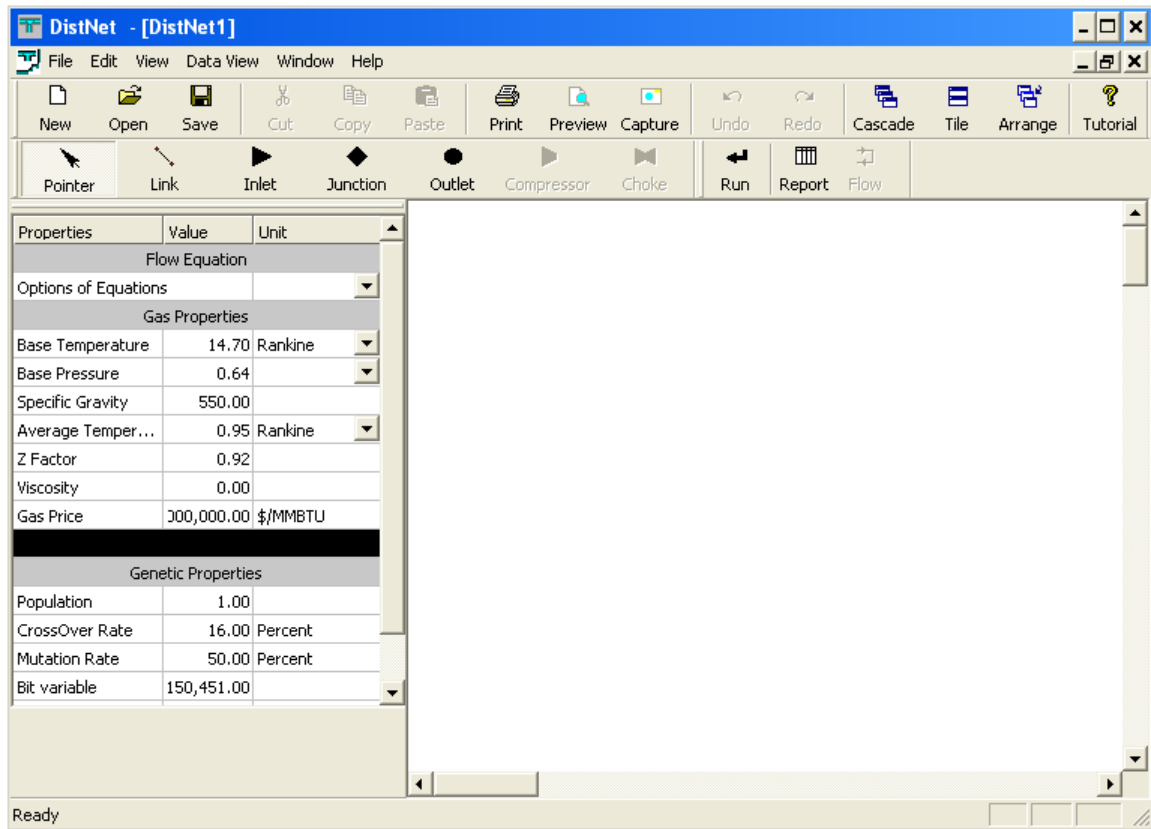 DistNet - [DistNet1]
File Edit View Data View Window Help
New Open Save Cut Copy Paste Print Preview Capture Undo Redo Cascade Tile Arrange Tutorial
Pointer Link Inlet Junction Outlet Compressor Choke Run Report Flow
Properties Value Unit
Flow Equation
Options of Equations
Gas Properties
Base Temperature 14.70 Rankine
Base Pressure 0.64
Specific Gravity 550.00
Average Temper... 0.95 Rankine
Z Factor 0.92
Viscosity 0.00
Gas Price 000,000.00 $/MMBTU
Genetic Properties
Population 1.00
CrossOver Rate 16.00 Percent
Mutation Rate 50.00 Percent
Bit variable 150,451.00
Ready